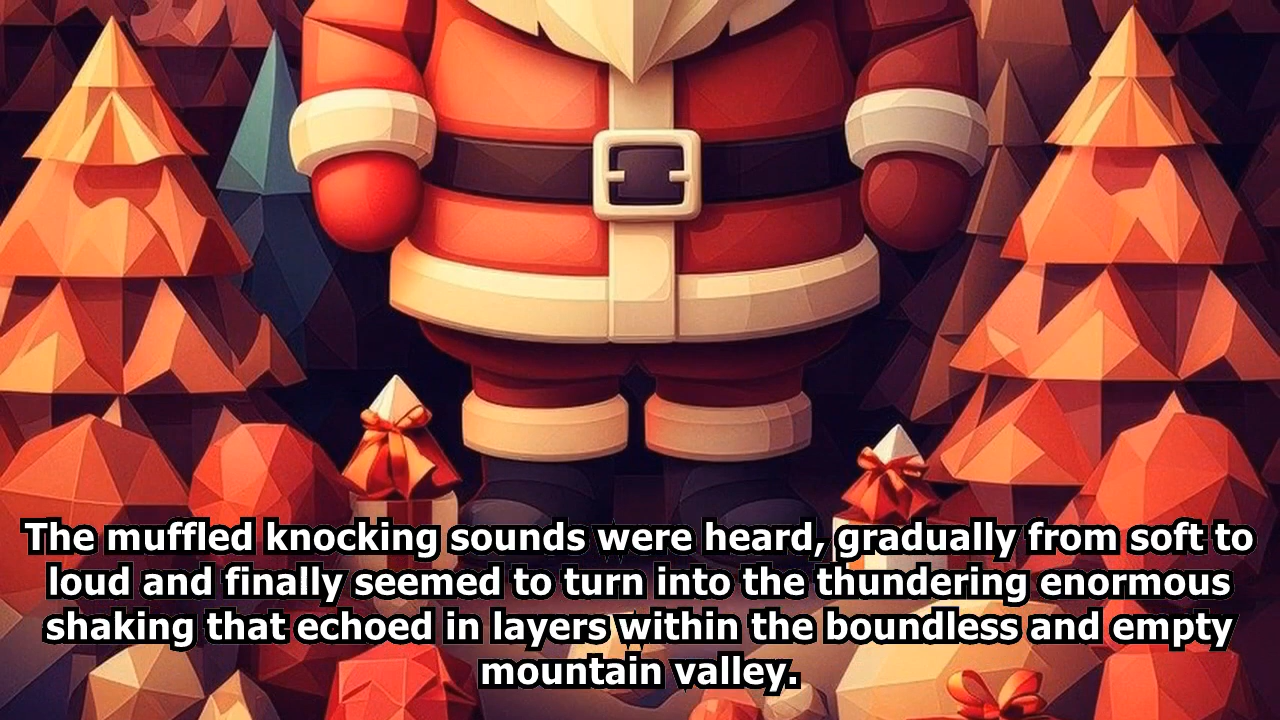 The muffled knocking sounds were heard, gradually from soft to
loud and finally seemed to turn into the thundering enormous
shaking that echoed in layers within the boundless and empty
mountain valley.